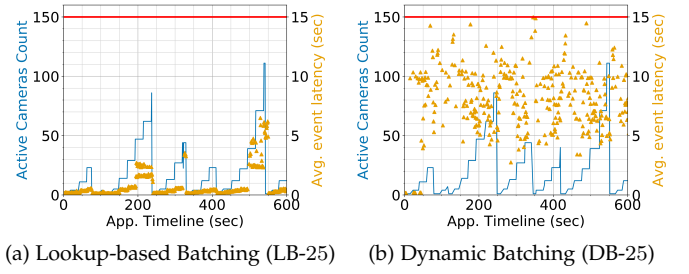 150
100
50
0
Active Cameras Count
15
10
5
0
Avg. event latency (sec)
0 200 400 600
App. Timeline (sec)
(a) Lookup-based Batching (LB-25)
150
100
50
0
Active Cameras Count
15
10
5
0
Avg. event latency (sec)
0 200 400 600
App. Timeline (sec)
(b) Dynamic Batching (DB-25)